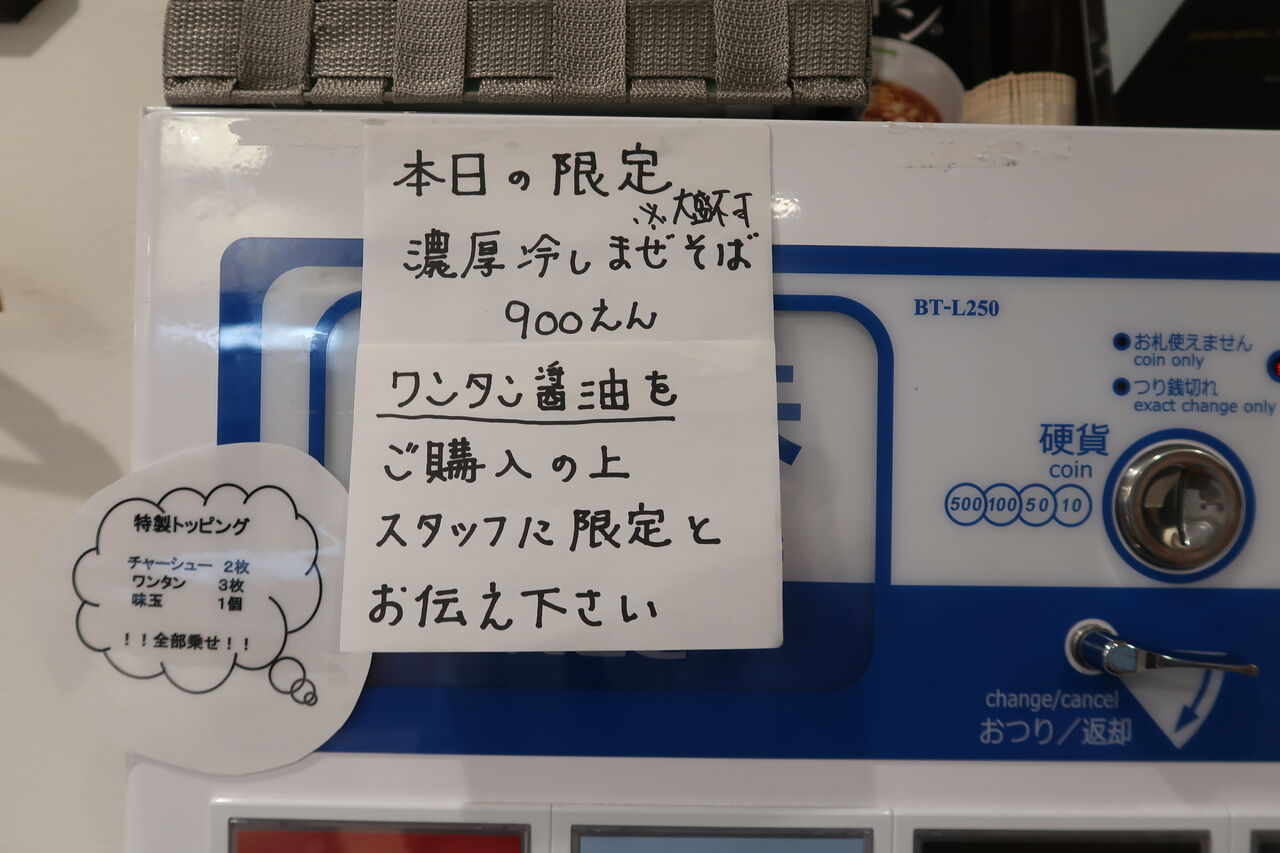 本日の限定
※大盛不可
濃厚冷しまぜそば
900えん
ワンタン醤油を
ご購入の上
スタッフに限定と
お伝え下さい
特製トッピング
チャーシュー 2枚
ワンタン 3枚
味玉 1個
！！全部乗せ！！
BT-L250
お札使えません
coin only
つり銭切れ
exact change only
硬貨
coin
500 100 50 10
change/cancel
おつり／返却